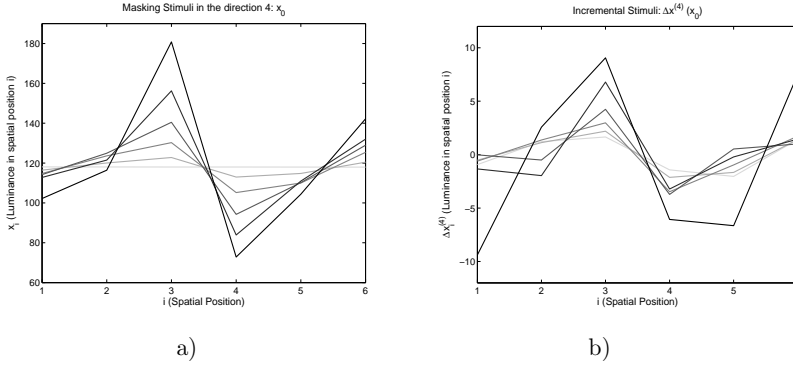 Masking Stimuli in the direction 4: x₀
x_i (Luminance in spatial position i)
180
160
140
120
100
80
60
1 2 3 4 5 6
i (Spatial Position)
a)
Incremental Stimuli: Δx⁽⁴⁾ (x₀)
Δx_i⁽⁴⁾ (Luminance in spatial position i)
10
5
0
−5
−10
1 2 3 4 5
i (Spatial Position)
b)